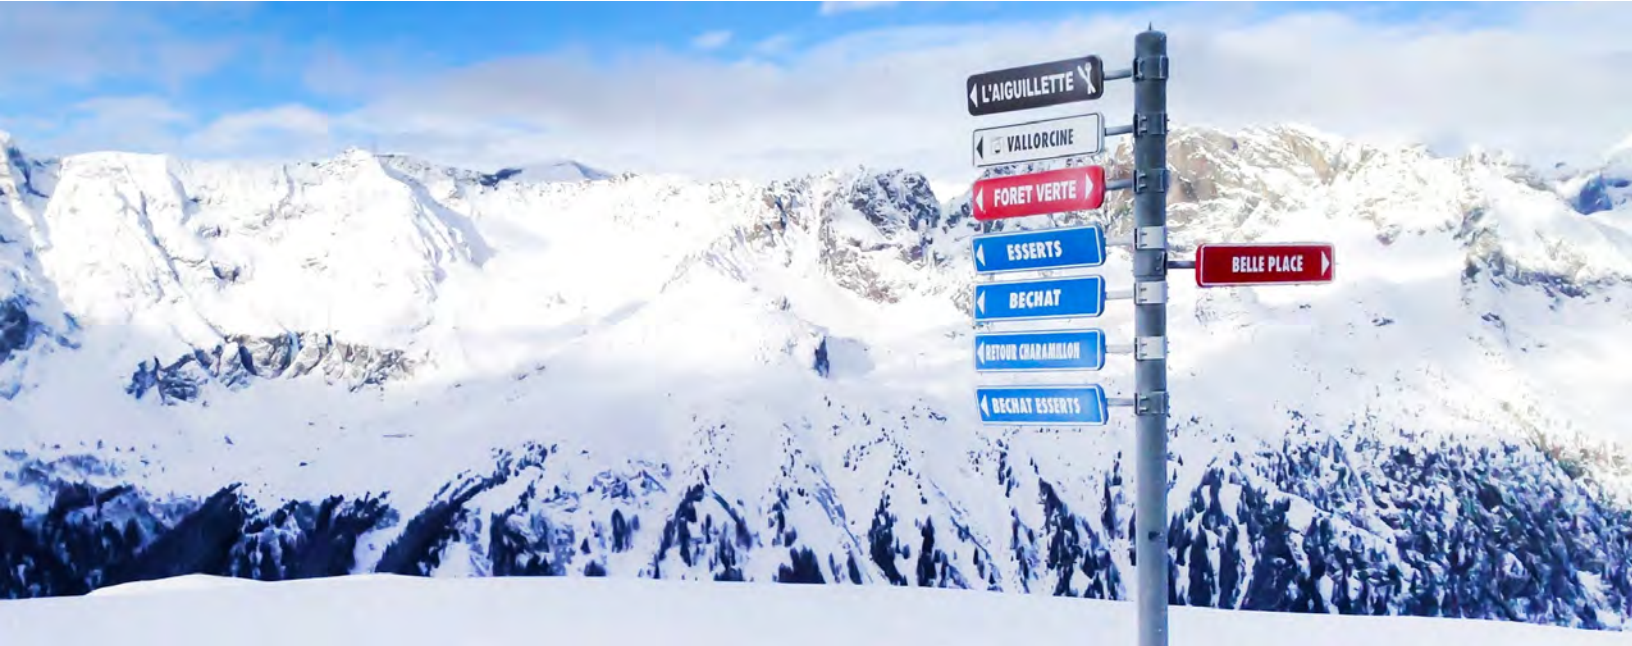 L'AIGUILLETTE
VALLORCINE
FORET VERTE
ESSERTS
BELLE PLACE
BECHAT
RETOUR CHARAMILLON
BECHAT ESSERTS